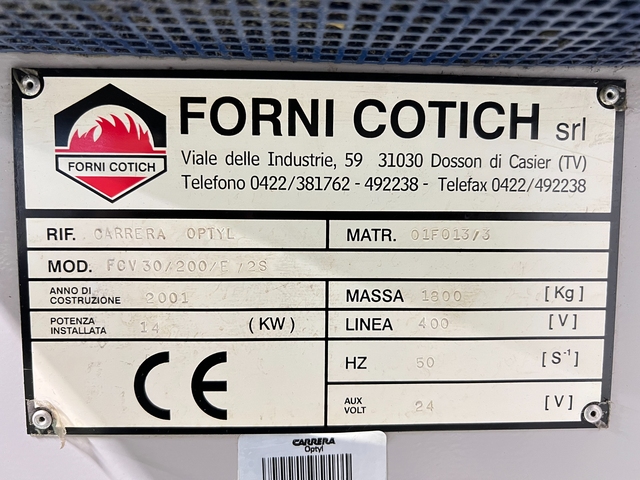 FORNI COTICH
FORNI COTICH srl
Viale delle Industrie, 59 31030 Dosson di Casier (TV)
Telefono 0422/381762 - 492238 - Telefax 0422/492238
RIF. CARRERA OPTYL
MATR. 01F013/3
MOD. FCV30/200/E/2S
ANNO DI
COSTRUZIONE 2001
MASSA 1800 [Kg]
POTENZA
INSTALLATA 14 (KW)
LINEA 400 [V]
CE
HZ 50 [S-1]
AUX
VOLT 24 [V]
CARRERA
Optyl